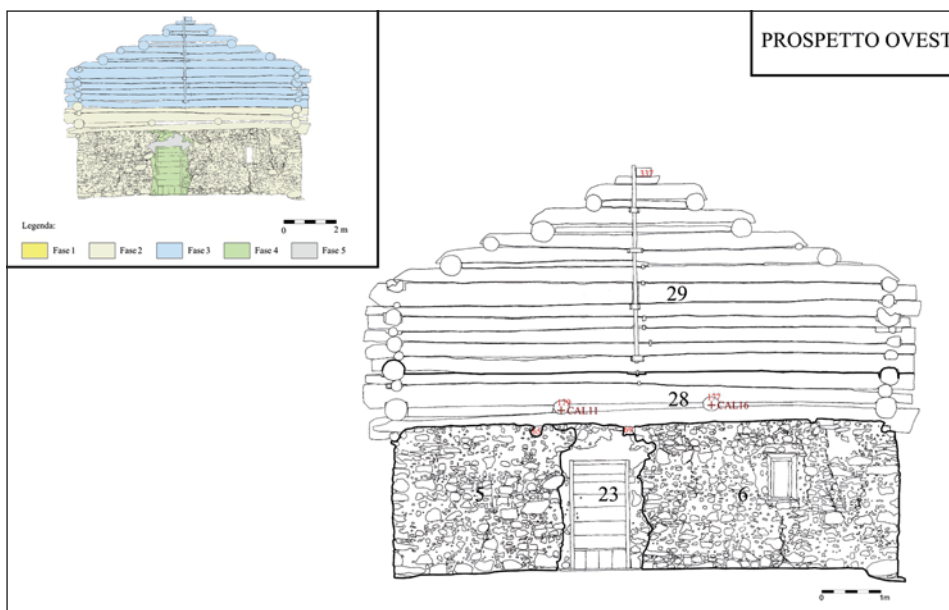 PROSPETTO OVEST
0 2 m
Legenda:
Fase 1 Fase 2 Fase 3 Fase 4 Fase 5
29
28
CAL11
CAL16
5
23
6
0 1m